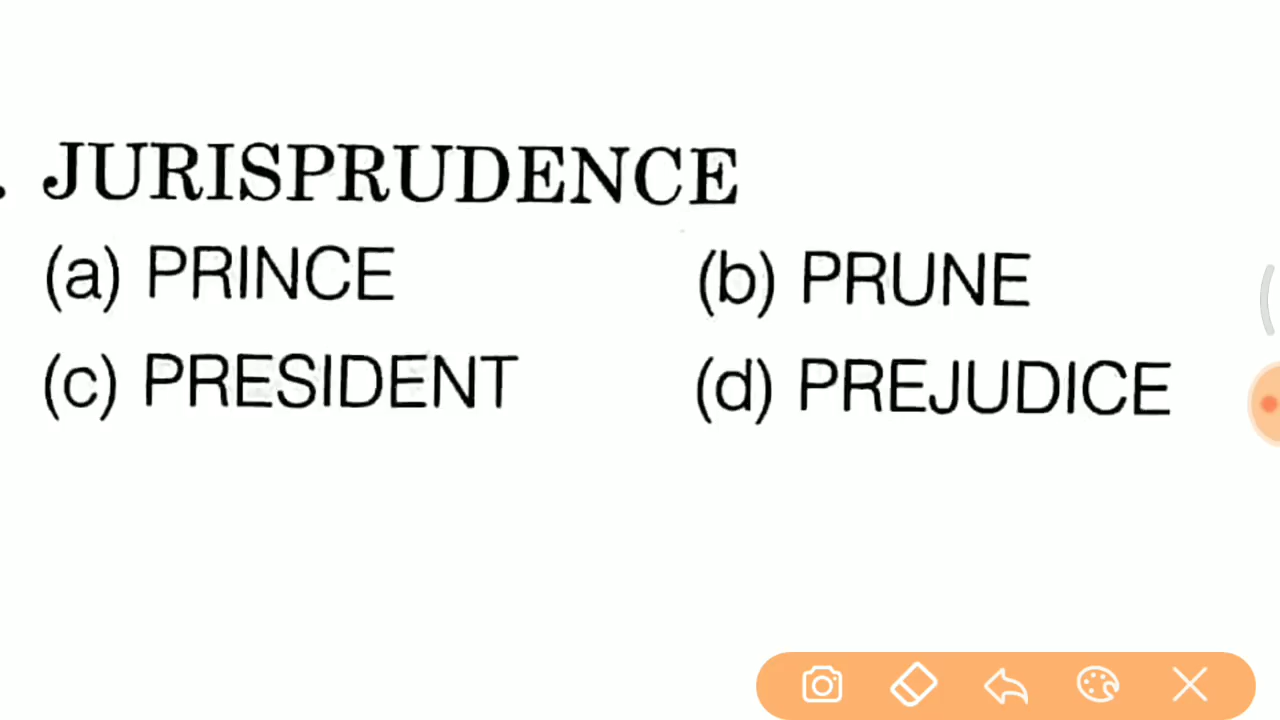 . JURISPRUDENCE
(a) PRINCE (b) PRUNE
(c) PRESIDENT (d) PREJUDICE